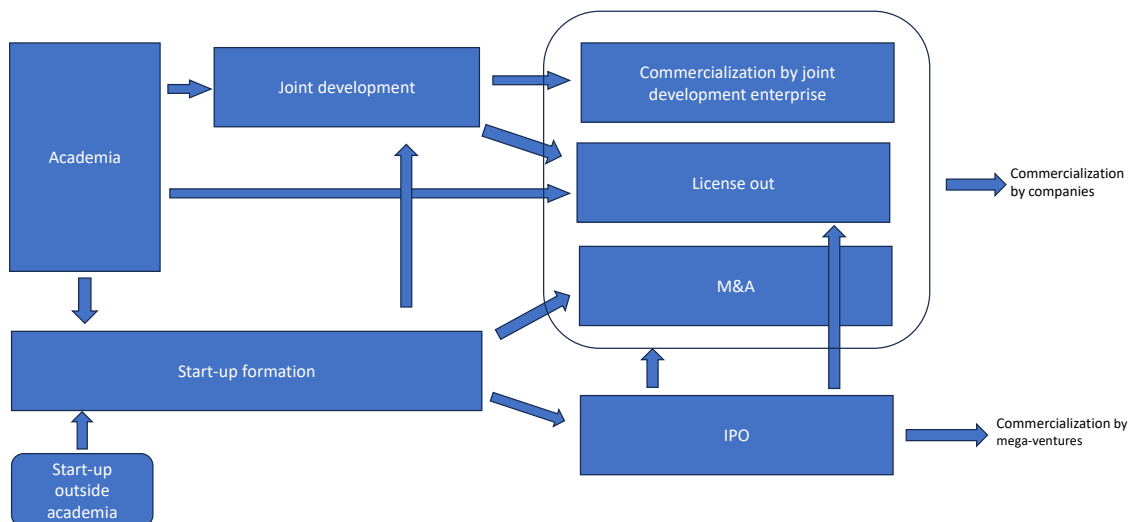 Academia
Joint development
Commercialization by joint
development enterprise
License out
M&A
Commercialization
by companies
Start-up formation
IPO
Commercialization by
mega-ventures
Start-up
outside
academia